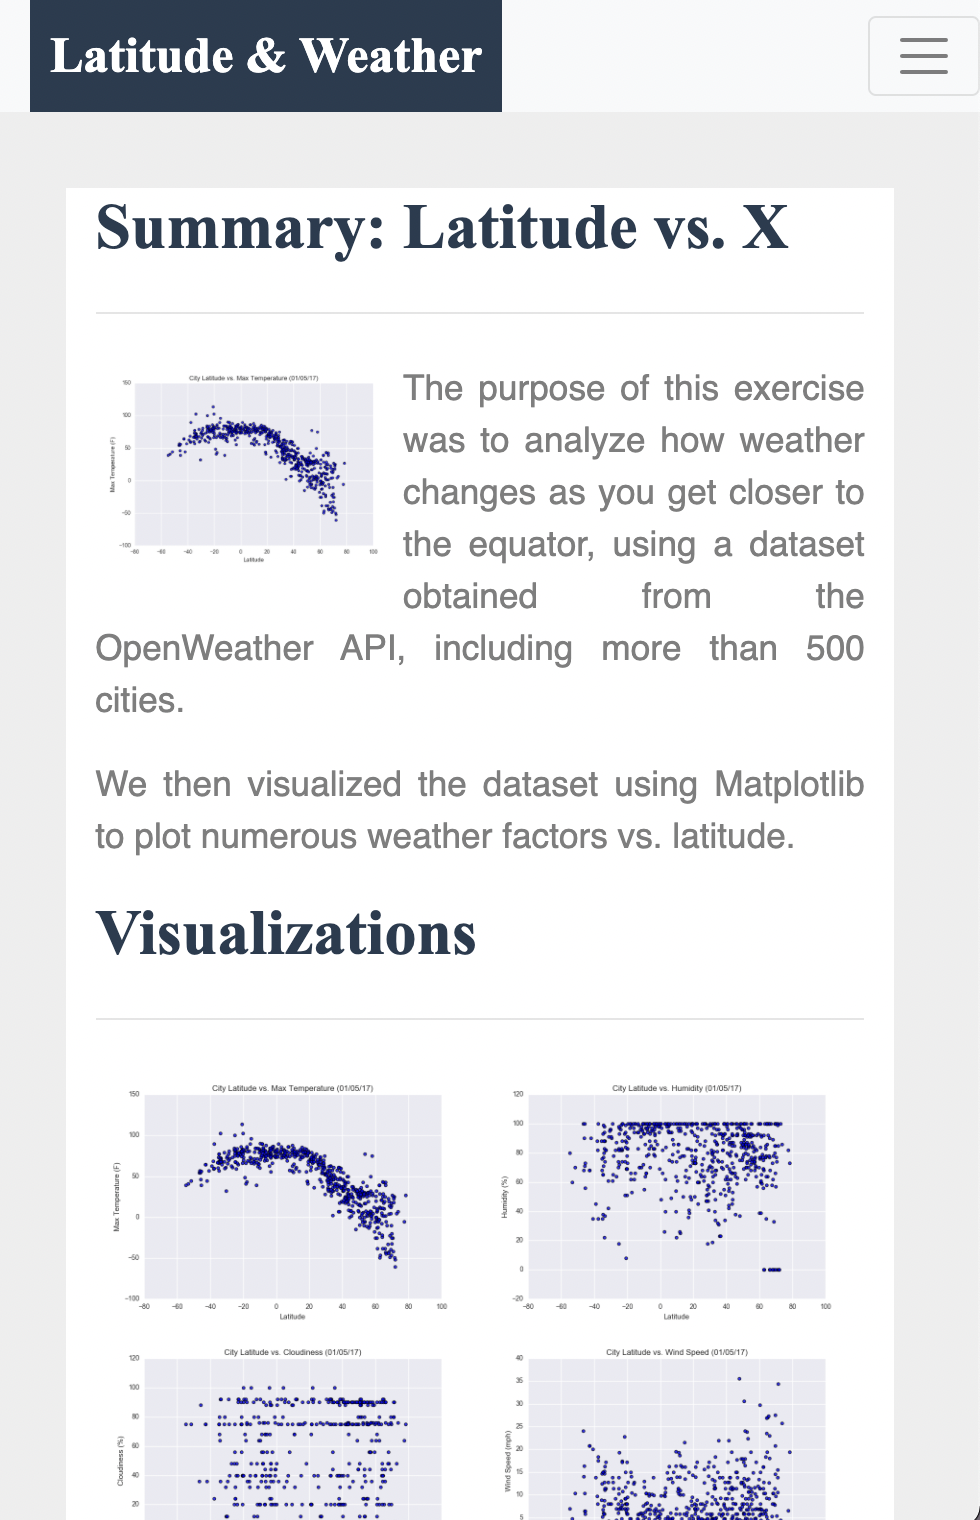 Latitude & Weather
Summary: Latitude vs. X
City Latitude vs. Max Temperature (01/05/17)
150
100
50
0
−50
−100
−80 −60 −40 −20 0 20 40 60 80 100
Max Temperature (F)
Latitude
The purpose of this exercise
was to analyze how weather
changes as you get closer to
the equator, using a dataset
obtained from the
OpenWeather API, including more than 500
cities.
We then visualized the dataset using Matplotlib
to plot numerous weather factors vs. latitude.
Visualizations
City Latitude vs. Max Temperature (01/05/17)
150
100
50
0
−50
−100
−80 −60 −40 −20 0 20 40 60 80 100
Max Temperature (F)
Latitude
City Latitude vs. Humidity (01/05/17)
120
100
80
60
40
20
0
−20
−80 −60 −40 −20 0 20 40 60 80 100
Humidity (%)
Latitude
City Latitude vs. Cloudiness (01/05/17)
120
100
80
60
40
20
Cloudiness (%)
City Latitude vs. Wind Speed (01/05/17)
40
35
30
25
20
15
10
5
Wind Speed (mph)